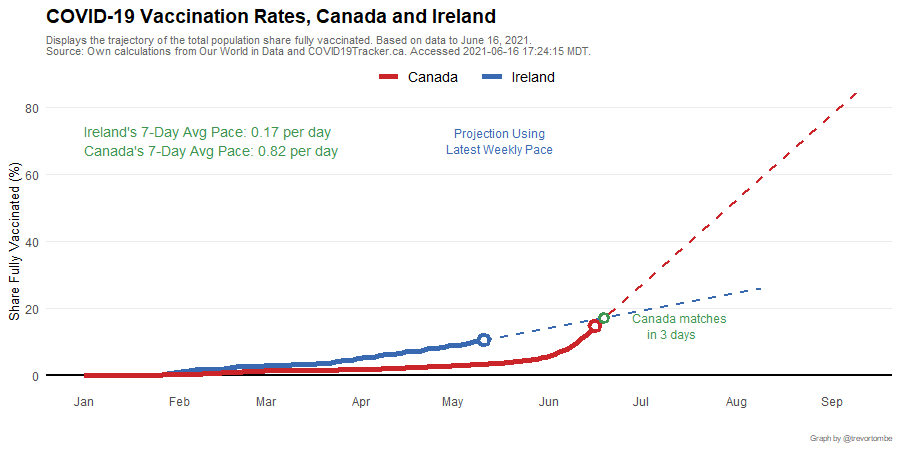 COVID-19 Vaccination Rates, Canada and Ireland
Displays the trajectory of the total population share fully vaccinated. Based on data to June 16, 2021.
Source: Own calculations from Our World in Data and COVID19Tracker.ca. Accessed 2021-06-16 17:24:15 MDT.
Canada Ireland
Share Fully Vaccinated (%)
80
60
40
20
0
Ireland's 7-Day Avg Pace: 0.17 per day
Canada's 7-Day Avg Pace: 0.82 per day
Projection Using
Latest Weekly Pace
Canada matches
in 3 days
Jan Feb Mar Apr May Jun Jul Aug Sep
Graph by @trevortombe